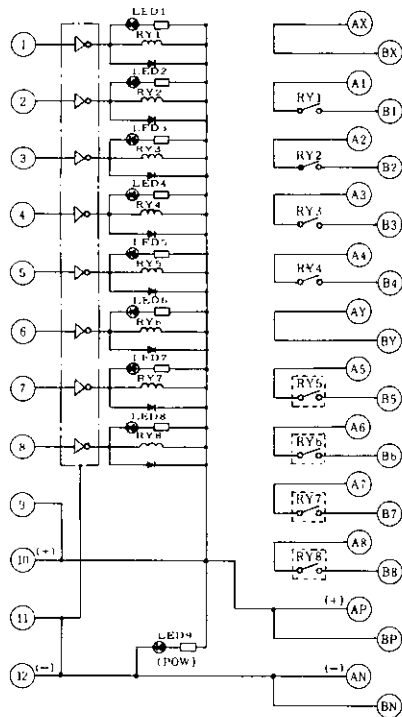 LED1
AX
1
RY1
BX
LED2
A1
2
RY2
RY1
B1
LED3
A2
3
RY3
RY2
B2
LED4
A3
4
RY4
RY3
B3
LED5
A4
5
RY5
RY4
B4
LED6
AY
6
RY6
BY
LED7
A5
7
RY7
RY5
B5
LED8
A6
8
RY8
RY6
B6
A7
9
RY7
B7
10
(+)
A8
RY8
B8
11
(+)
AP
BP
LED9
12
(-)
(POW)
(-)
AN
BN